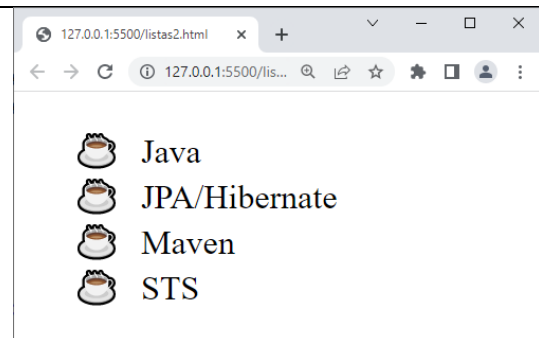 127.0.0.1:5500/listas2.html
127.0.0.1:5500/lis...
Java
JPA/Hibernate
Maven
STS